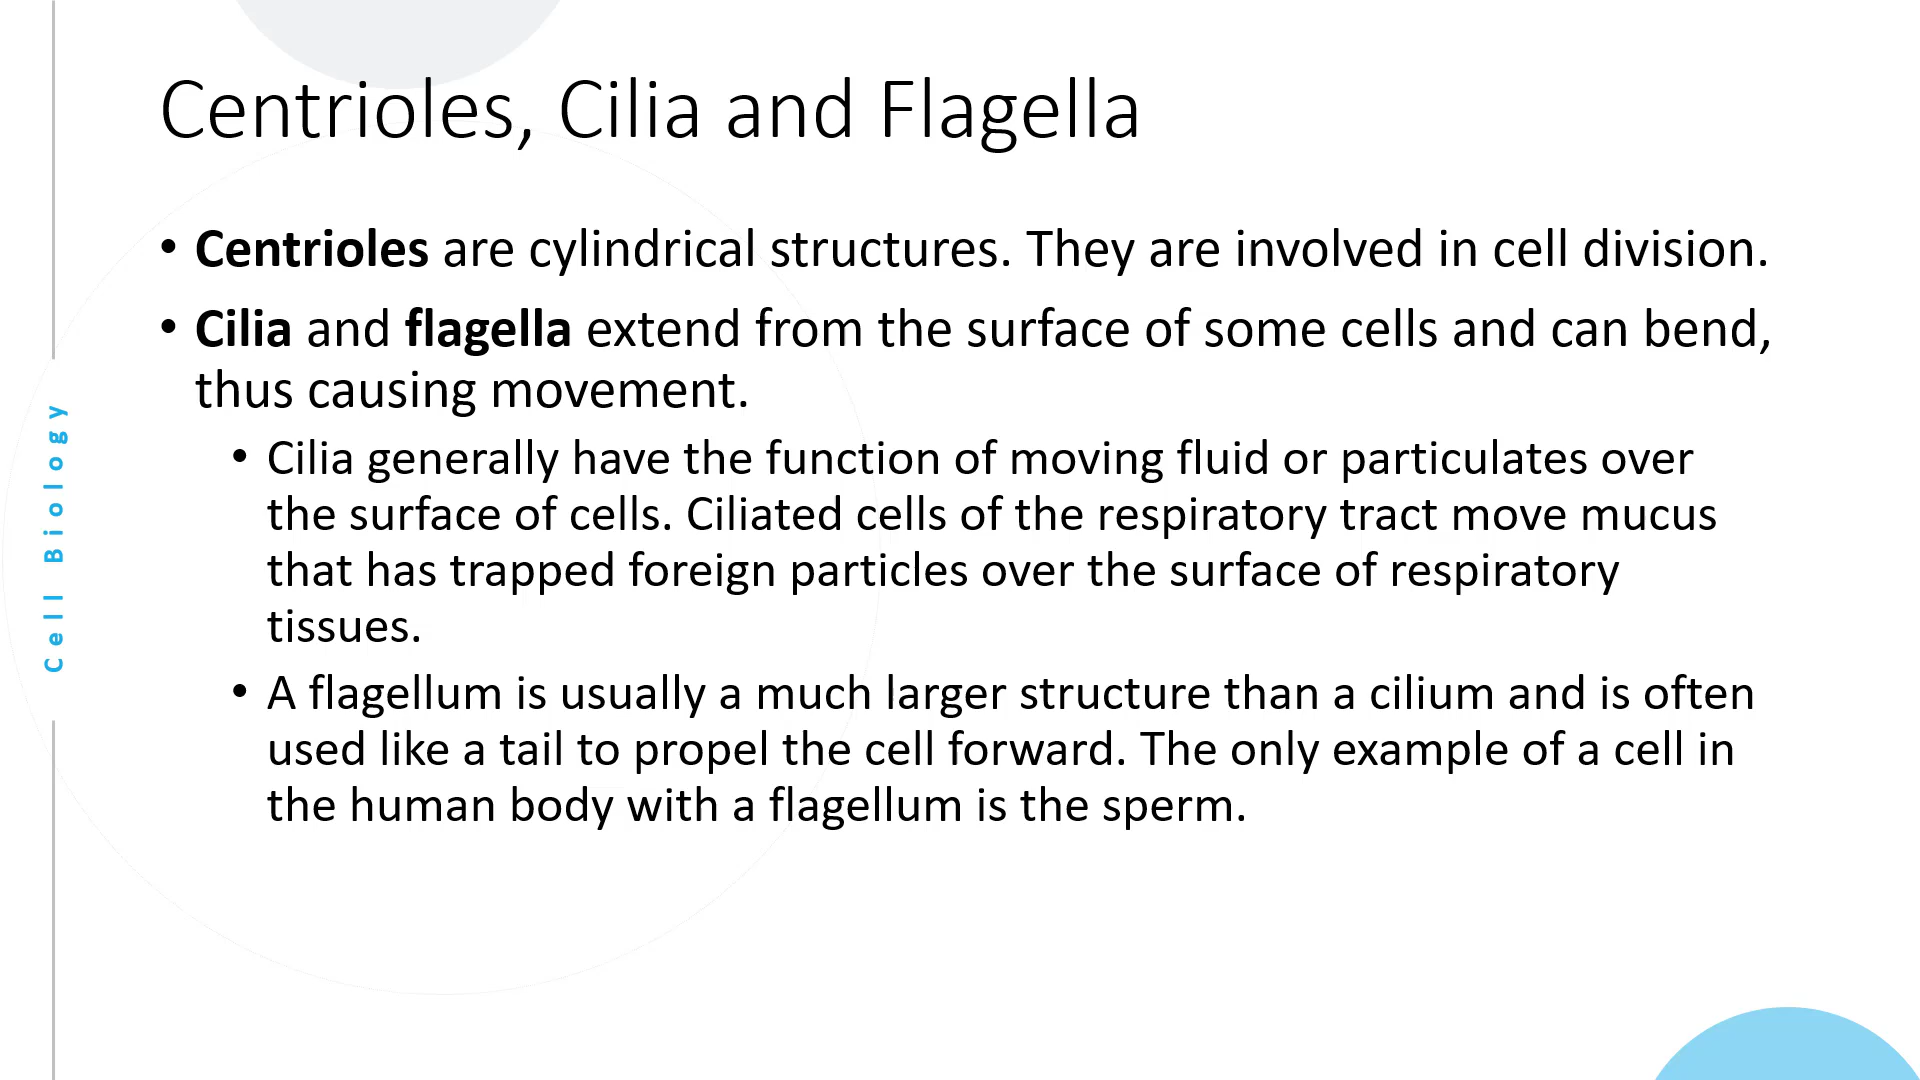 Centrioles, Cilia and Flagella
• Centrioles are cylindrical structures. They are involved in cell division.
• Cilia and flagella extend from the surface of some cells and can bend,
thus causing movement.
• Cilia generally have the function of moving fluid or particulates over
the surface of cells. Ciliated cells of the respiratory tract move mucus
that has trapped foreign particles over the surface of respiratory
tissues.
• A flagellum is usually a much larger structure than a cilium and is often
used like a tail to propel the cell forward. The only example of a cell in
the human body with a flagellum is the sperm.
Cell Biology